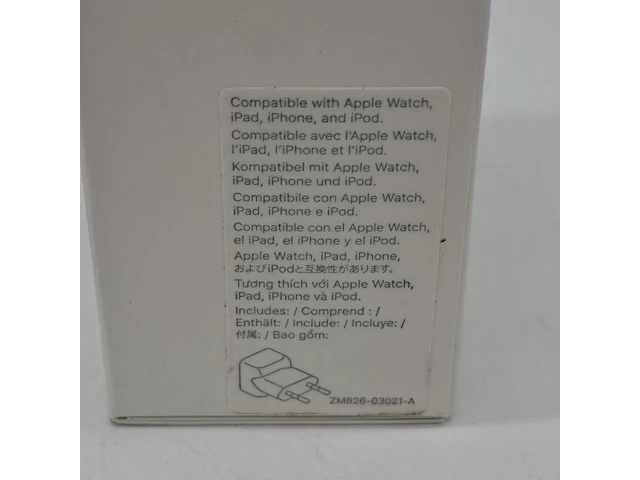 Compatible with Apple Watch,
iPad, iPhone, and iPod.
Compatible avec l'Apple Watch,
l'iPad, l'iPhone et l'iPod.
Kompatibel mit Apple Watch,
iPad, iPhone und iPod.
Compatibile con Apple Watch,
iPad, iPhone e iPod.
Compatible con el Apple Watch,
el iPad, el iPhone y el iPod.
Apple Watch, iPad, iPhone,
およびiPodと互換性があります。
Tương thích với Apple Watch,
iPad, iPhone và iPod.
Includes: / Comprend : /
Enthält: / Include: / Incluye: /
付属: / Bao gồm:
ZM826-03021-A